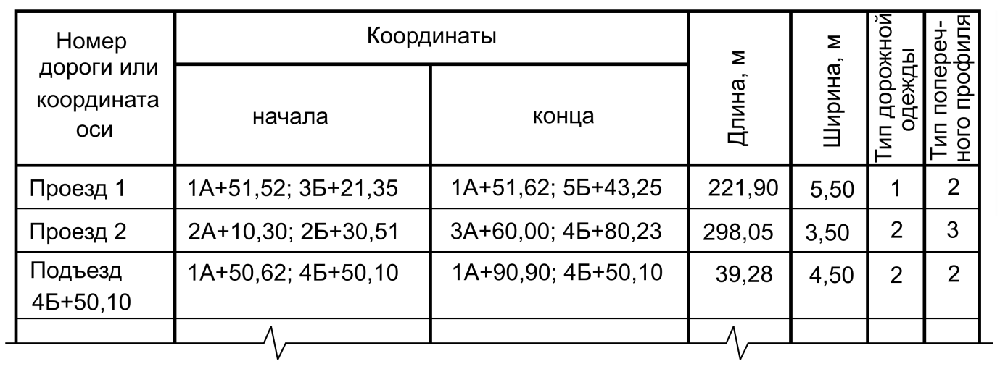 Номер
дороги или
координата
оси
Координаты
начала
конца
Длина, м
Ширина, м
Тип дорожной
одежды
Тип попереч-
ного профиля
Проезд 1 1А+51,52; 3Б+21,35 1А+51,62; 5Б+43,25 221,90 5,50 1 2
Проезд 2 2А+10,30; 2Б+30,51 3А+60,00; 4Б+80,23 298,05 3,50 2 3
Подъезд 1А+50,62; 4Б+50,10 1А+90,90; 4Б+50,10 39,28 4,50 2 2
4Б+50,10